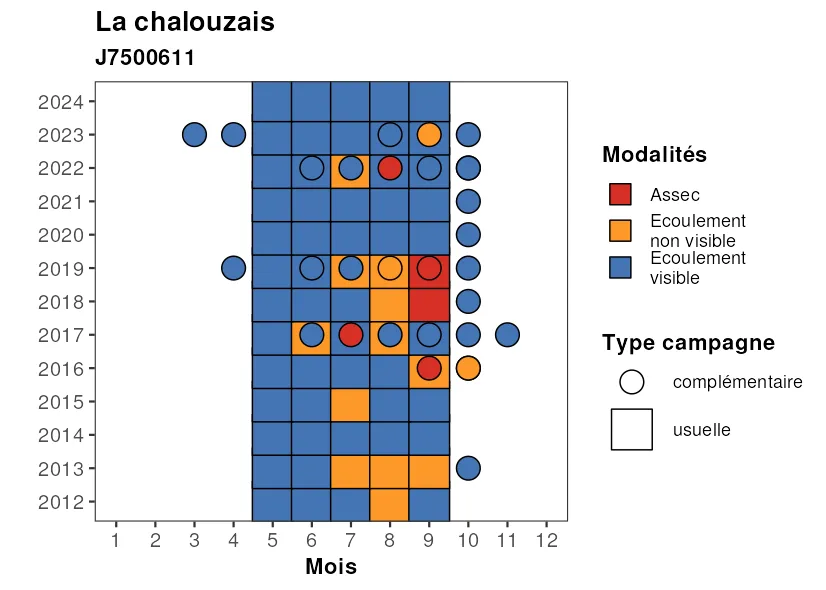 La chalouzais
J7500611
2024
2023
2022
2021
2020
2019
2018
2017
2016
2015
2014
2013
2012
1 2 3 4 5 6 7 8 9 10 11 12
Mois
Modalités
Assec
Ecoulement
non visible
Ecoulement
visible
Type campagne
complémentaire
usuelle